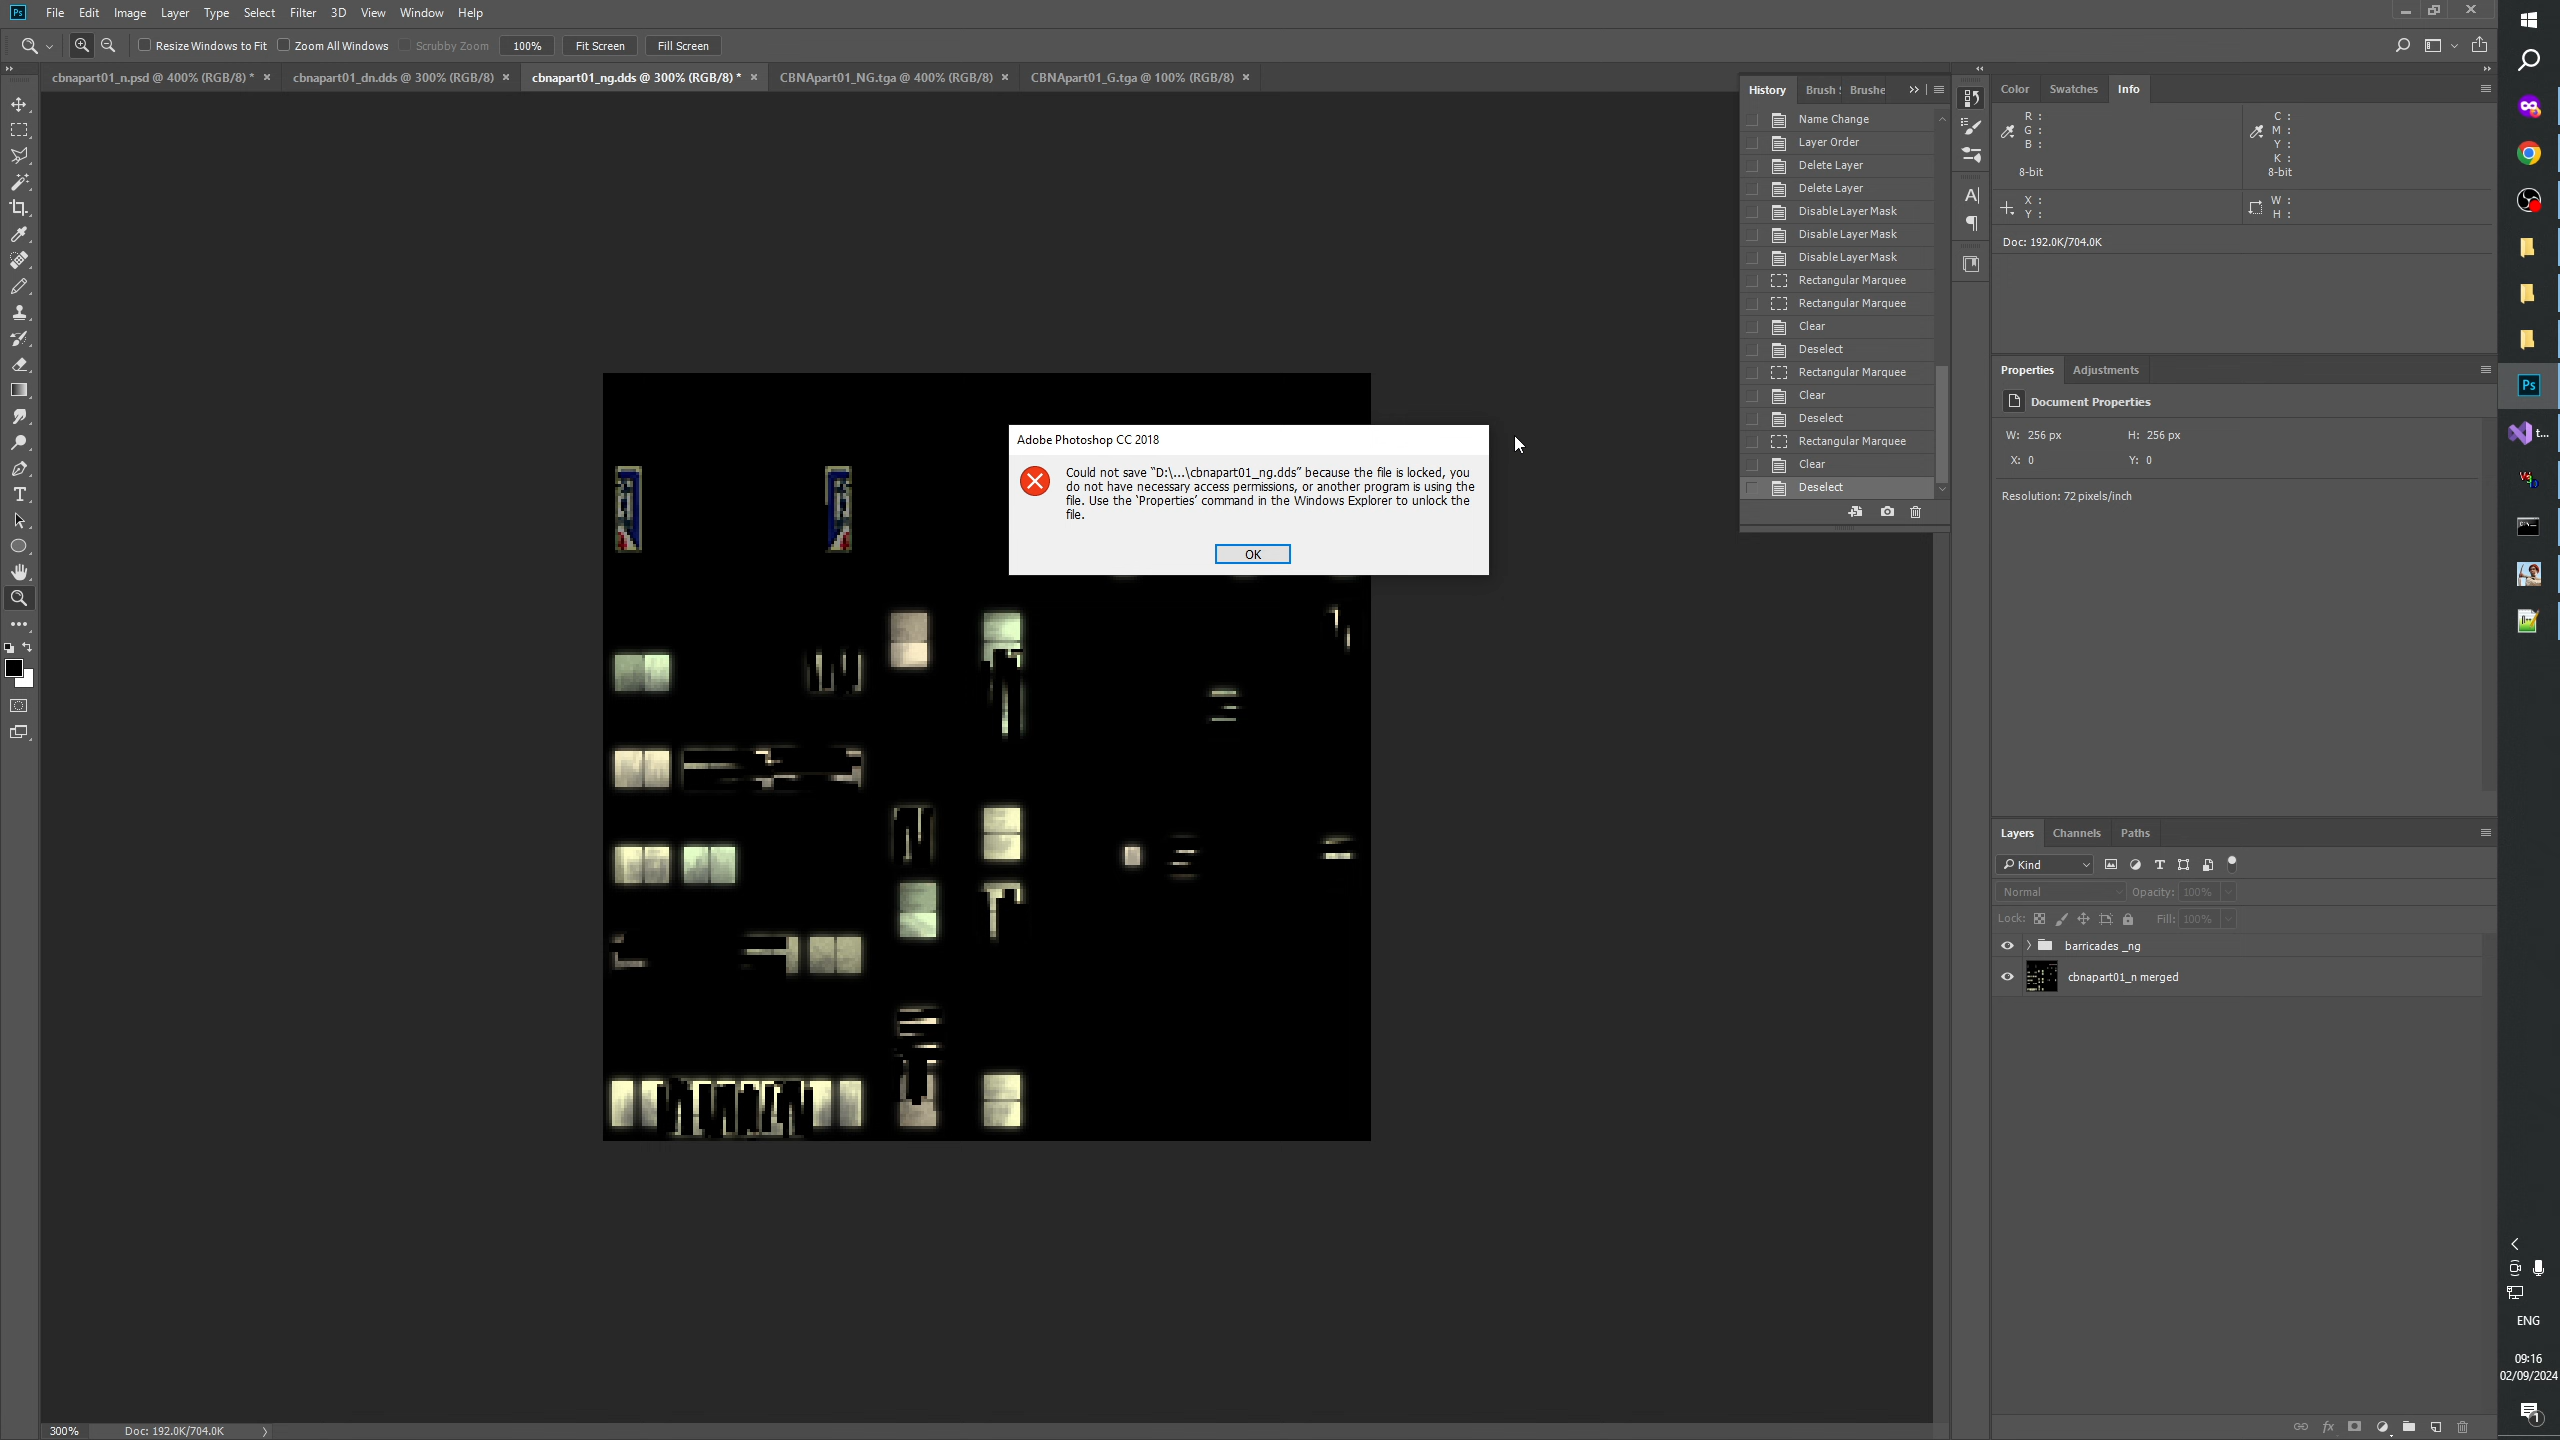 Ps File Edit Image Layer Type Select Filter 3D View Window Help
Resize Windows to Fit Zoom All Windows Scrubby Zoom 100% Fit Screen Fill Screen
cbnapart01_n.psd @ 400% (RGB/8) * × cbnapart01_dn.dds @ 300% (RGB/8) × cbnapart01_ng.dds @ 300% (RGB/8) * × CBNApart01_NG.tga @ 400% (RGB/8) × CBNApart01_G.tga @ 100% (RGB/8) ×
History Brush Brushe
Name Change
Layer Order
Delete Layer
Delete Layer
Disable Layer Mask
Disable Layer Mask
Disable Layer Mask
Rectangular Marquee
Rectangular Marquee
Clear
Deselect
Rectangular Marquee
Clear
Deselect
Rectangular Marquee
Clear
Deselect
Adobe Photoshop CC 2018
Could not save “D:\...\cbnapart01_ng.dds” because the file is locked, you
do not have necessary access permissions, or another program is using the
file. Use the ‘Properties’ command in the Windows Explorer to unlock the
file.
OK
Color Swatches Info
R : C :
G : M :
B : Y :
K :
8-bit 8-bit
X : W :
Y : H :
Doc: 192.0K/704.0K
Properties Adjustments
Document Properties
W: 256 px H: 256 px
X: 0 Y: 0
Resolution: 72 pixels/inch
Layers Channels Paths
Kind
Normal Opacity: 100%
Lock: Fill: 100%
barricades _ng
cbnapart01_n merged
300% Doc: 192.0K/704.0K
Ps
t...
ENG
09:16
02/09/2024
1